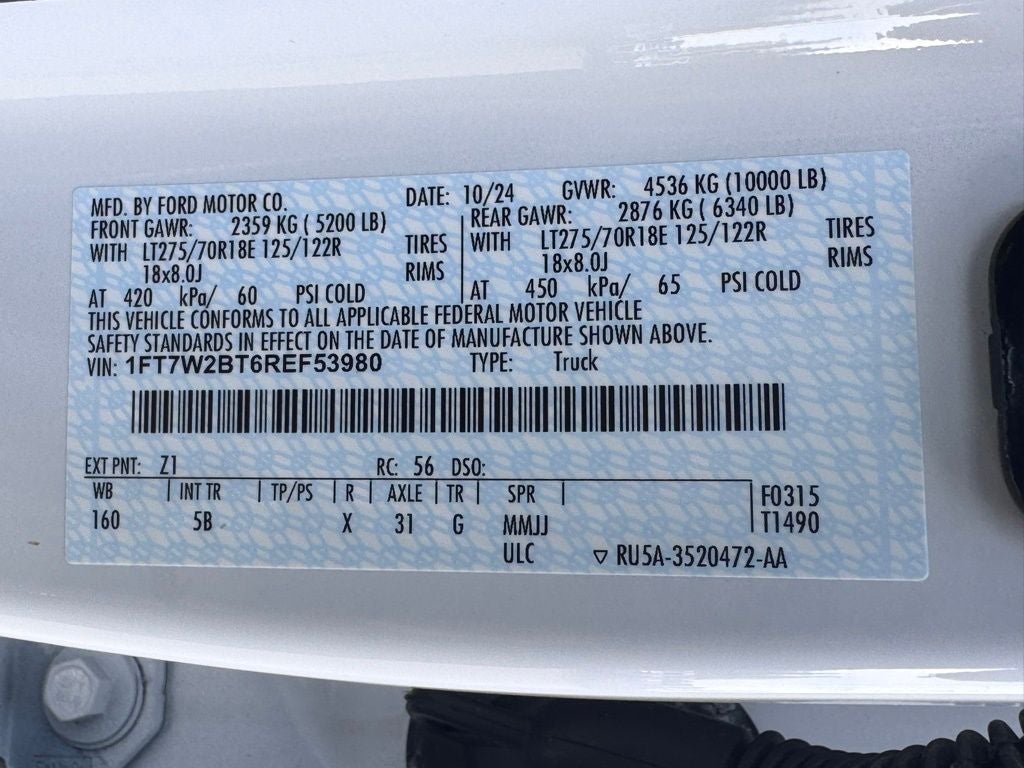 MFD. BY FORD MOTOR CO. DATE: 10/24 GVWR: 4536 KG (10000 LB)
FRONT GAWR: 2359 KG ( 5200 LB) REAR GAWR: 2876 KG ( 6340 LB)
WITH LT275/70R18E 125/122R TIRES WITH LT275/70R18E 125/122R TIRES
18x8.0J RIMS 18x8.0J RIMS
AT 420 kPa/ 60 PSI COLD AT 450 kPa/ 65 PSI COLD
THIS VEHICLE CONFORMS TO ALL APPLICABLE FEDERAL MOTOR VEHICLE
SAFETY STANDARDS IN EFFECT ON THE DATE OF MANUFACTURE SHOWN ABOVE.
VIN: 1FT7W2BT6REF53980 TYPE: Truck
EXT PNT: Z1 RC: 56 DSO:
WB | INT TR | TP/PS | R | AXLE | TR | SPR | F0315
160 5B X 31 G MMJJ T1490
ULC ▽ RU5A-3520472-AA